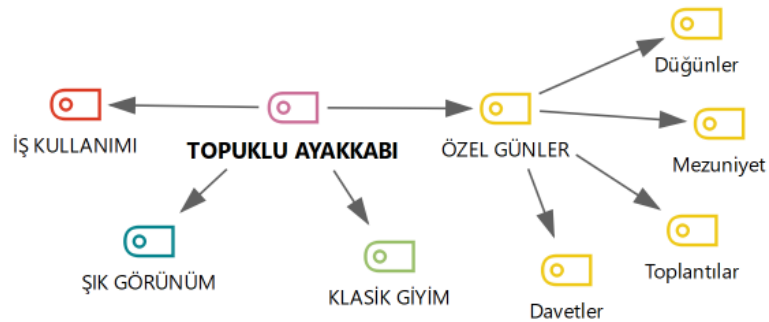 Düğünler
İŞ KULLANIMI
TOPUKLU AYAKKABI
ÖZEL GÜNLER
Mezuniyet
ŞIK GÖRÜNÜM
KLASİK GİYİM
Toplantılar
Davetler